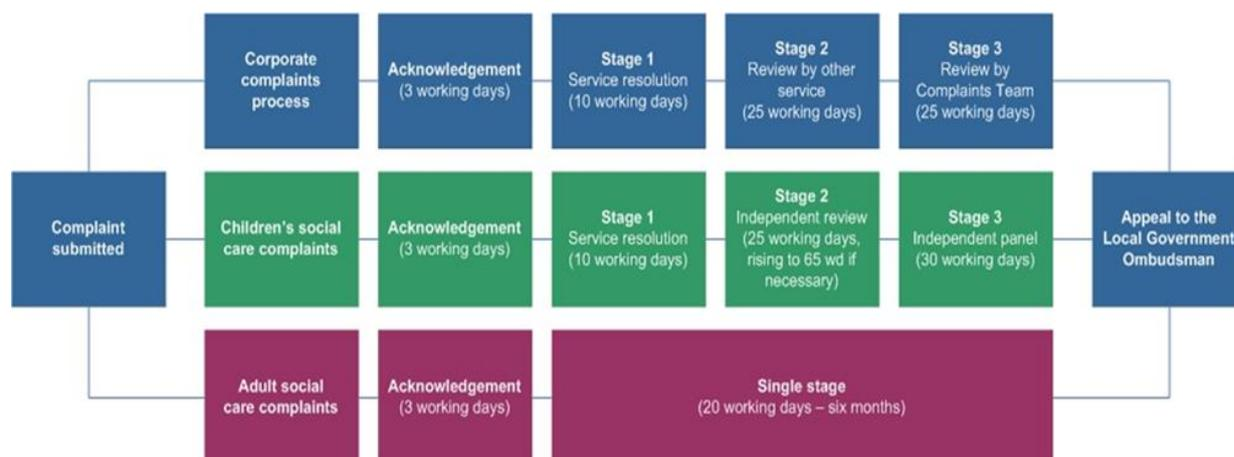 Complaint
submitted
Corporate
complaints
process
Acknowledgement
(3 working days)
Stage 1
Service resolution
(10 working days)
Stage 2
Review by other
service
(25 working days)
Stage 3
Review by
Complaints Team
(25 working days)
Children's social
care complaints
Acknowledgement
(3 working days)
Stage 1
Service resolution
(10 working days)
Stage 2
Independent review
(25 working days,
rising to 65 wd if
necessary)
Stage 3
Independent panel
(30 working days)
Adult social
care complaints
Acknowledgement
(3 working days)
Single stage
(20 working days – six months)
Appeal to the
Local Government
Ombudsman